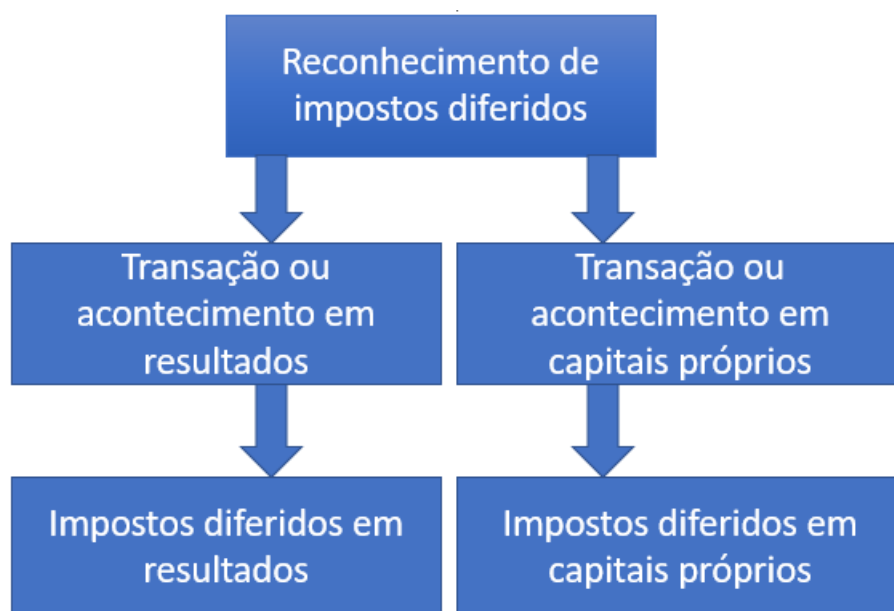 Reconhecimento de
impostos diferidos
Transação ou
acontecimento em
resultados
Transação ou
acontecimento em
capitais próprios
Impostos diferidos em
resultados
Impostos diferidos em
capitais próprios